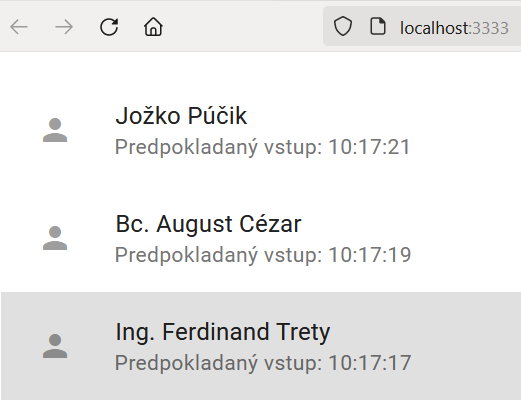 localhost:3333
Jožko Púčik
Predpokladaný vstup: 10:17:21
Bc. August Cézar
Predpokladaný vstup: 10:17:19
Ing. Ferdinand Trety
Predpokladaný vstup: 10:17:17